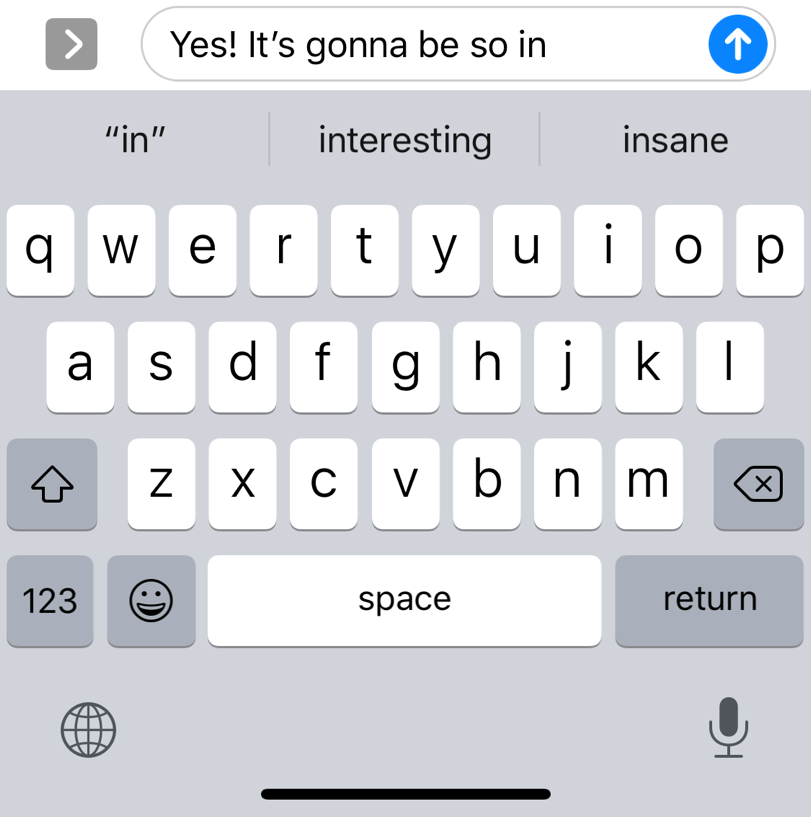 Yes! It’s gonna be so in
“in” interesting insane
q w e r t y u i o p
a s d f g h j k l
z x c v b n m
123 space return